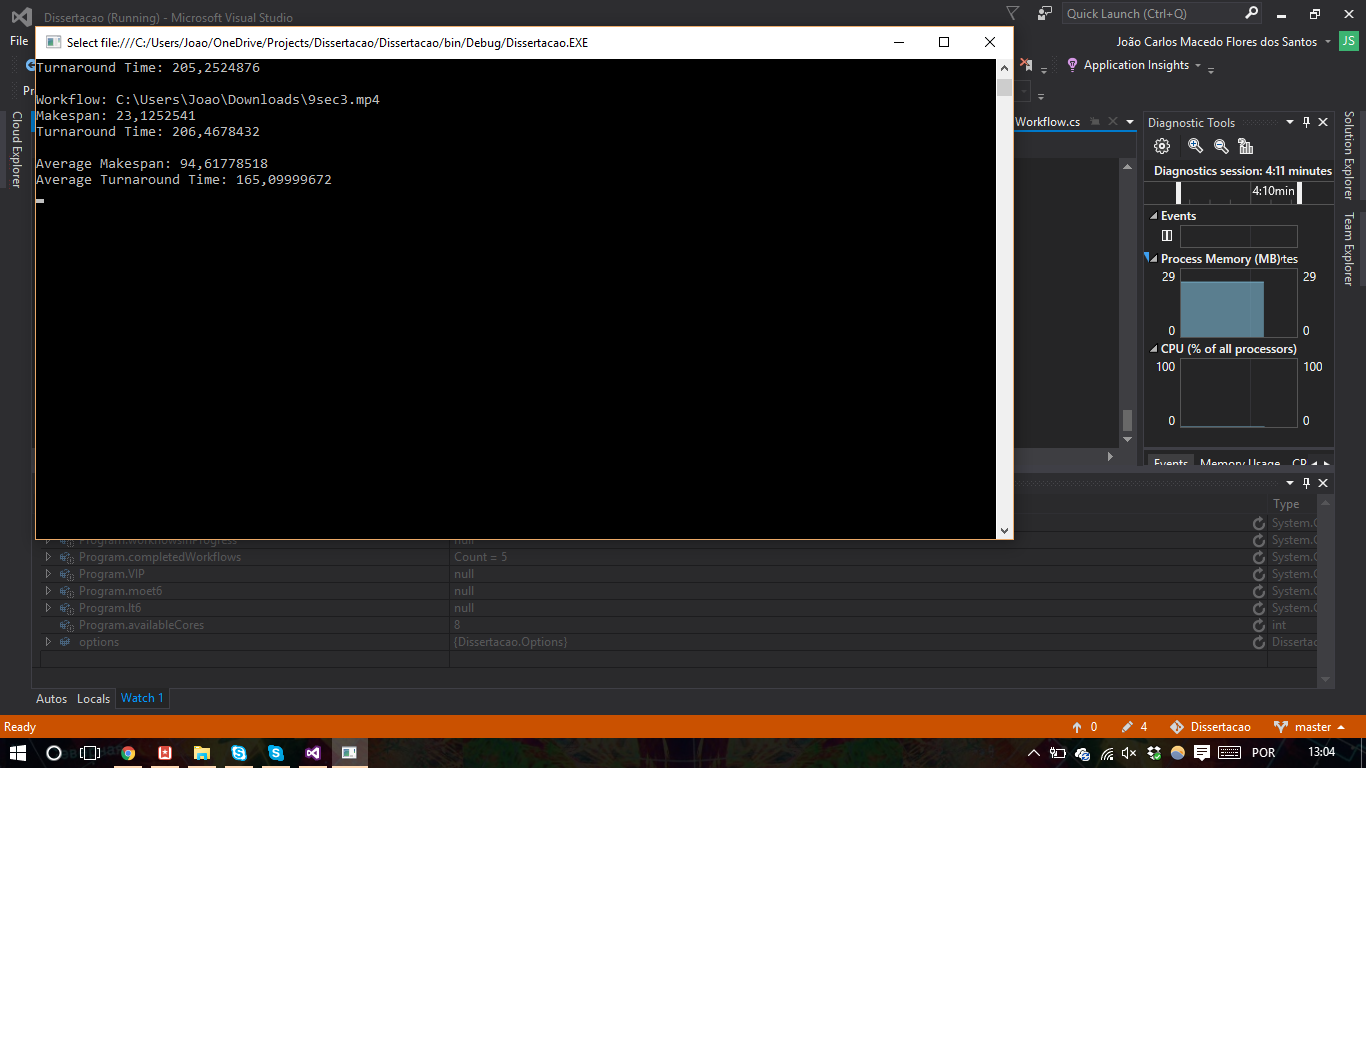 Dissertacao (Running) - Microsoft Visual Studio
Quick Launch (Ctrl+Q)
File
Select file:///C:/Users/Joao/OneDrive/Projects/Dissertacao/Dissertacao/bin/Debug/Dissertacao.EXE
João Carlos Macedo Flores dos Santos
JS
Application Insights
Pr
Turnaround Time: 205,2524876
Workflow: C:\Users\Joao\Downloads\9sec3.mp4
Makespan: 23,1252541
Turnaround Time: 206,4678432
Average Makespan: 94,61778518
Average Turnaround Time: 165,09999672
Cloud Explorer
Workflow.cs
Diagnostic Tools
Diagnostics session: 4:11 minutes
4:10min
Events
Process Memory (MB)
29
29
0
0
CPU (% of all processors)
100
100
0
0
Events
Memory Usage
CP
Solution Explorer
Team Explorer
Type
System.C
Program.workflowsInProgress
null
System.C
Program.completedWorkflows
Count = 5
System.C
Program.VIP
null
System.C
Program.moet6
null
System.C
Program.lt6
null
System.C
Program.availableCores
8
int
options
{Dissertacao.Options}
Dissertac
Autos
Locals
Watch 1
Ready
0
4
Dissertacao
master
POR
13:04